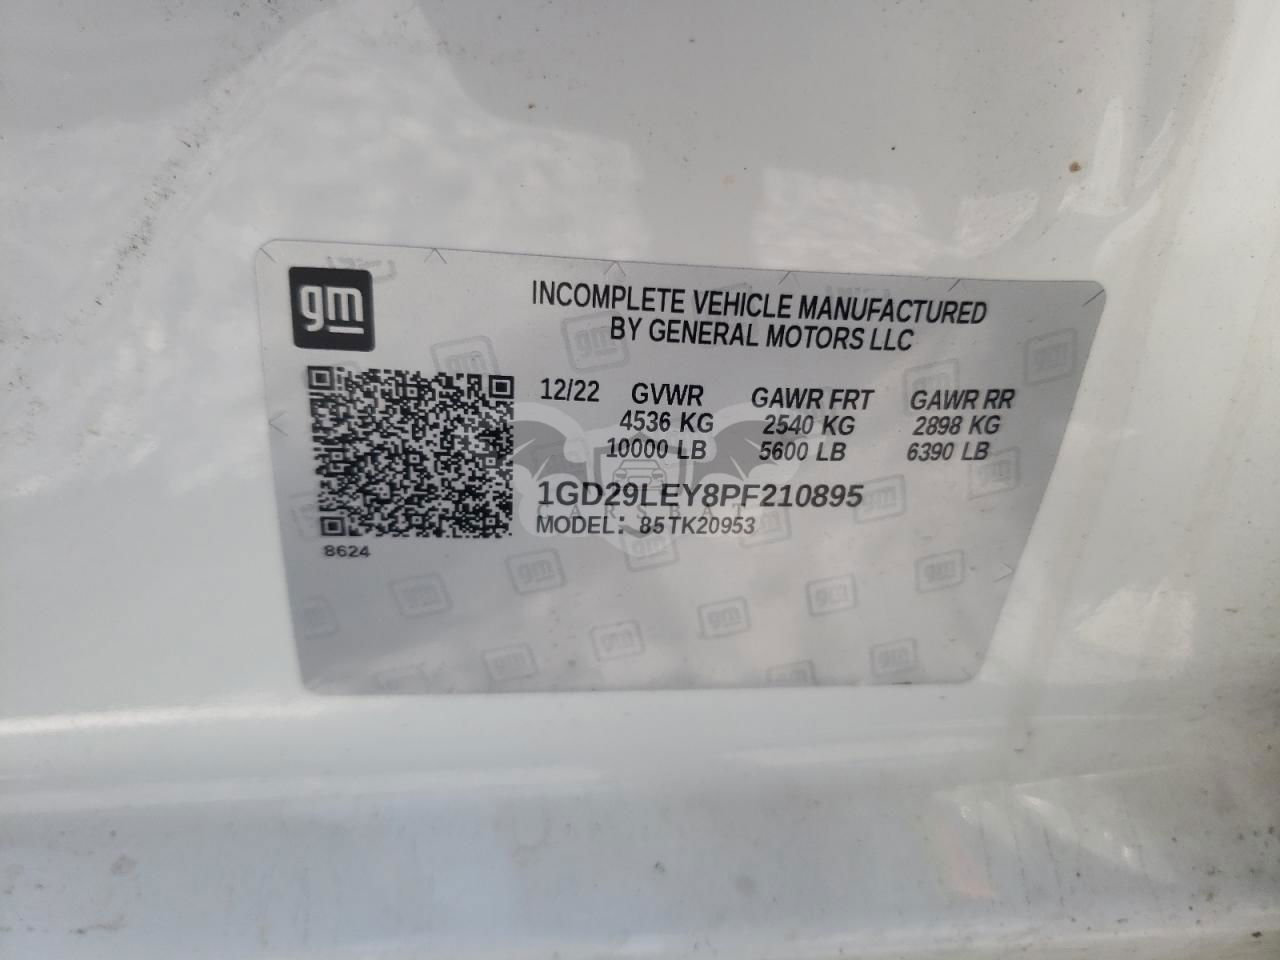 gm
INCOMPLETE VEHICLE MANUFACTURED
BY GENERAL MOTORS LLC
12/22 GVWR GAWR FRT GAWR RR
4536 KG 2540 KG 2898 KG
10000 LB 5600 LB 6390 LB
1GD29LEY8PF210895
CARSBAT
MODEL: 85TK20953
8624